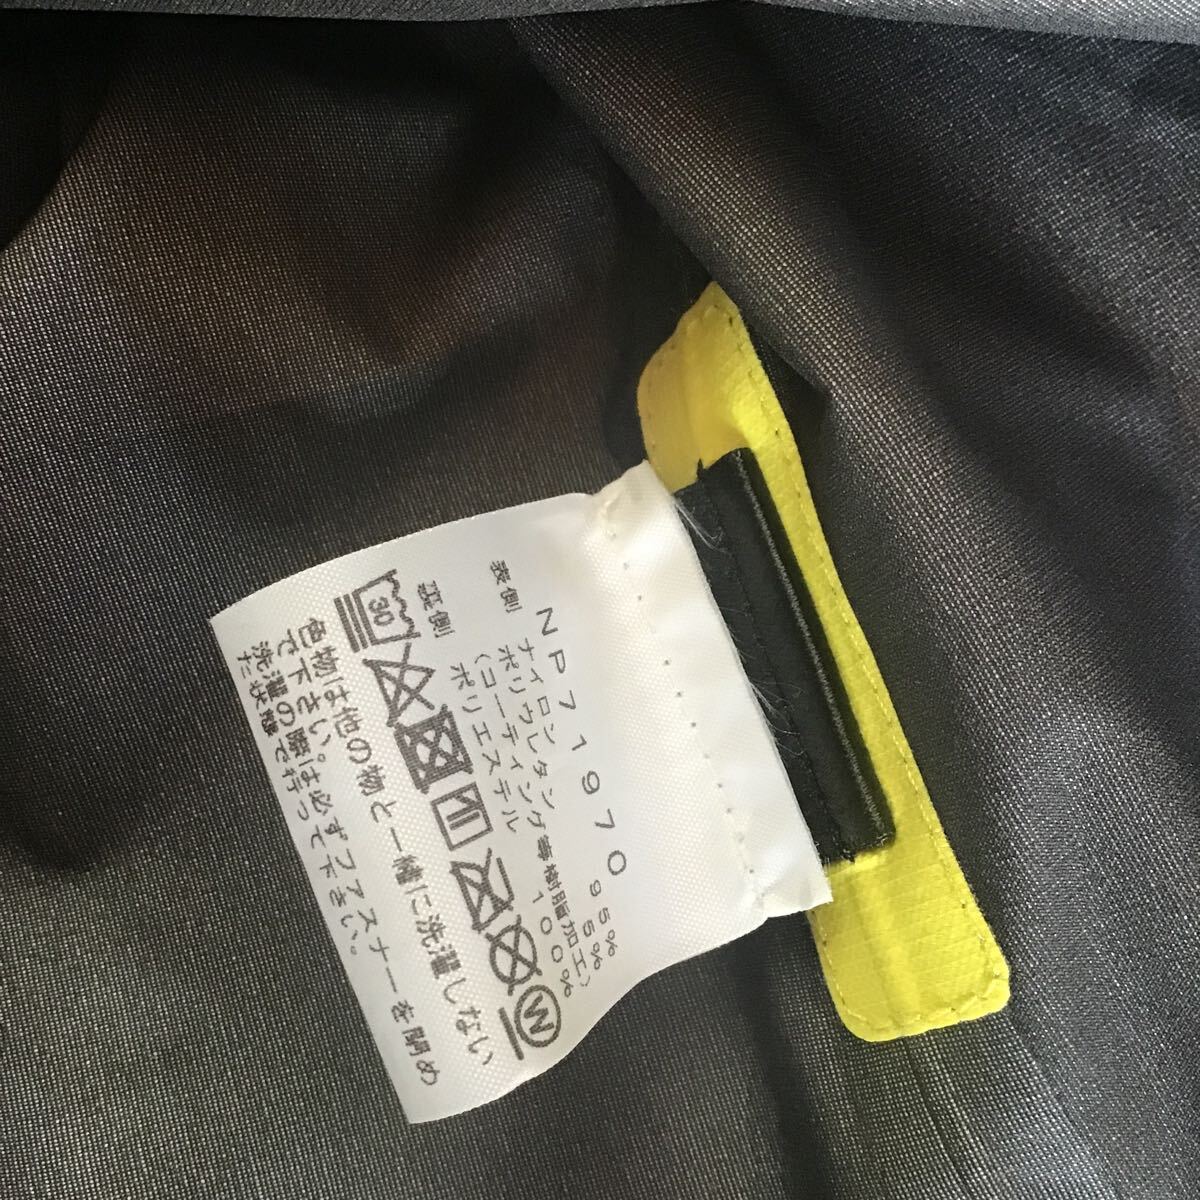 NP71970
表側 ナイロン 95%
ポリウレタン 5%
(コーティング等樹脂加工)
裏側 ポリエステル 100%
30
W
色物は他の物と一緒に洗濯しない
で下さい。
洗濯の際は必ずファスナーを閉め
た状態で行って下さい。